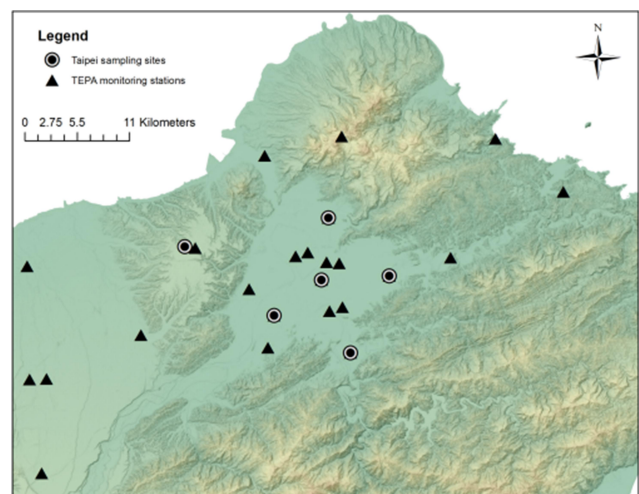 N
Legend
Taipei sampling sites
TEPA monitoring stations
0 2.75 5.5 11 Kilometers